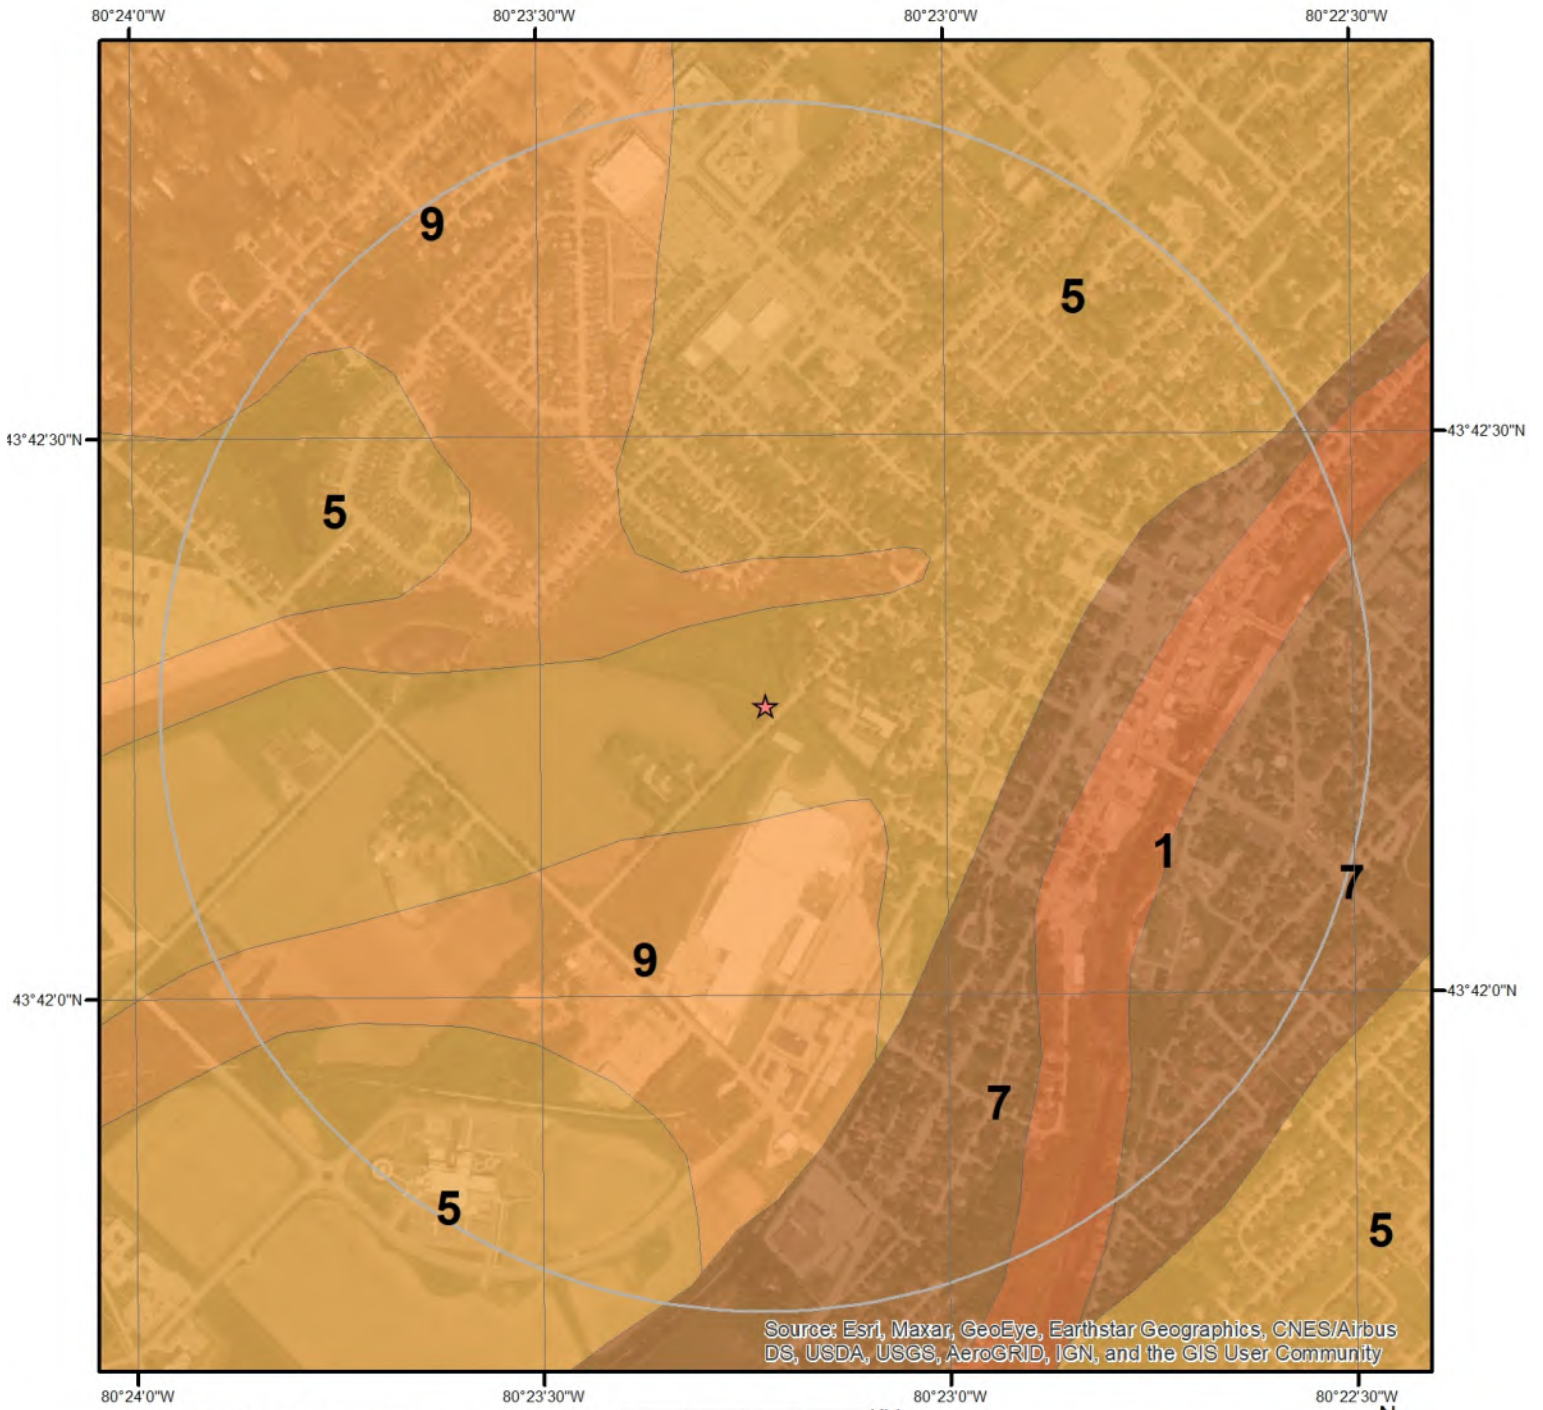 80°24'0"W 80°23'30"W 80°23'0"W 80°22'30"W
9
5
43°42'30"N 43°42'30"N
5
1
7
9
43°42'0"N 43°42'0"N
7
5
5
Source: Esri, Maxar, GeoEye, Earthstar Geographics, CNES/Airbus
DS, USDA, USGS, AeroGRID, IGN, and the GIS User Community
80°24'0"W 80°23'30"W 80°23'0"W 80°22'30"W